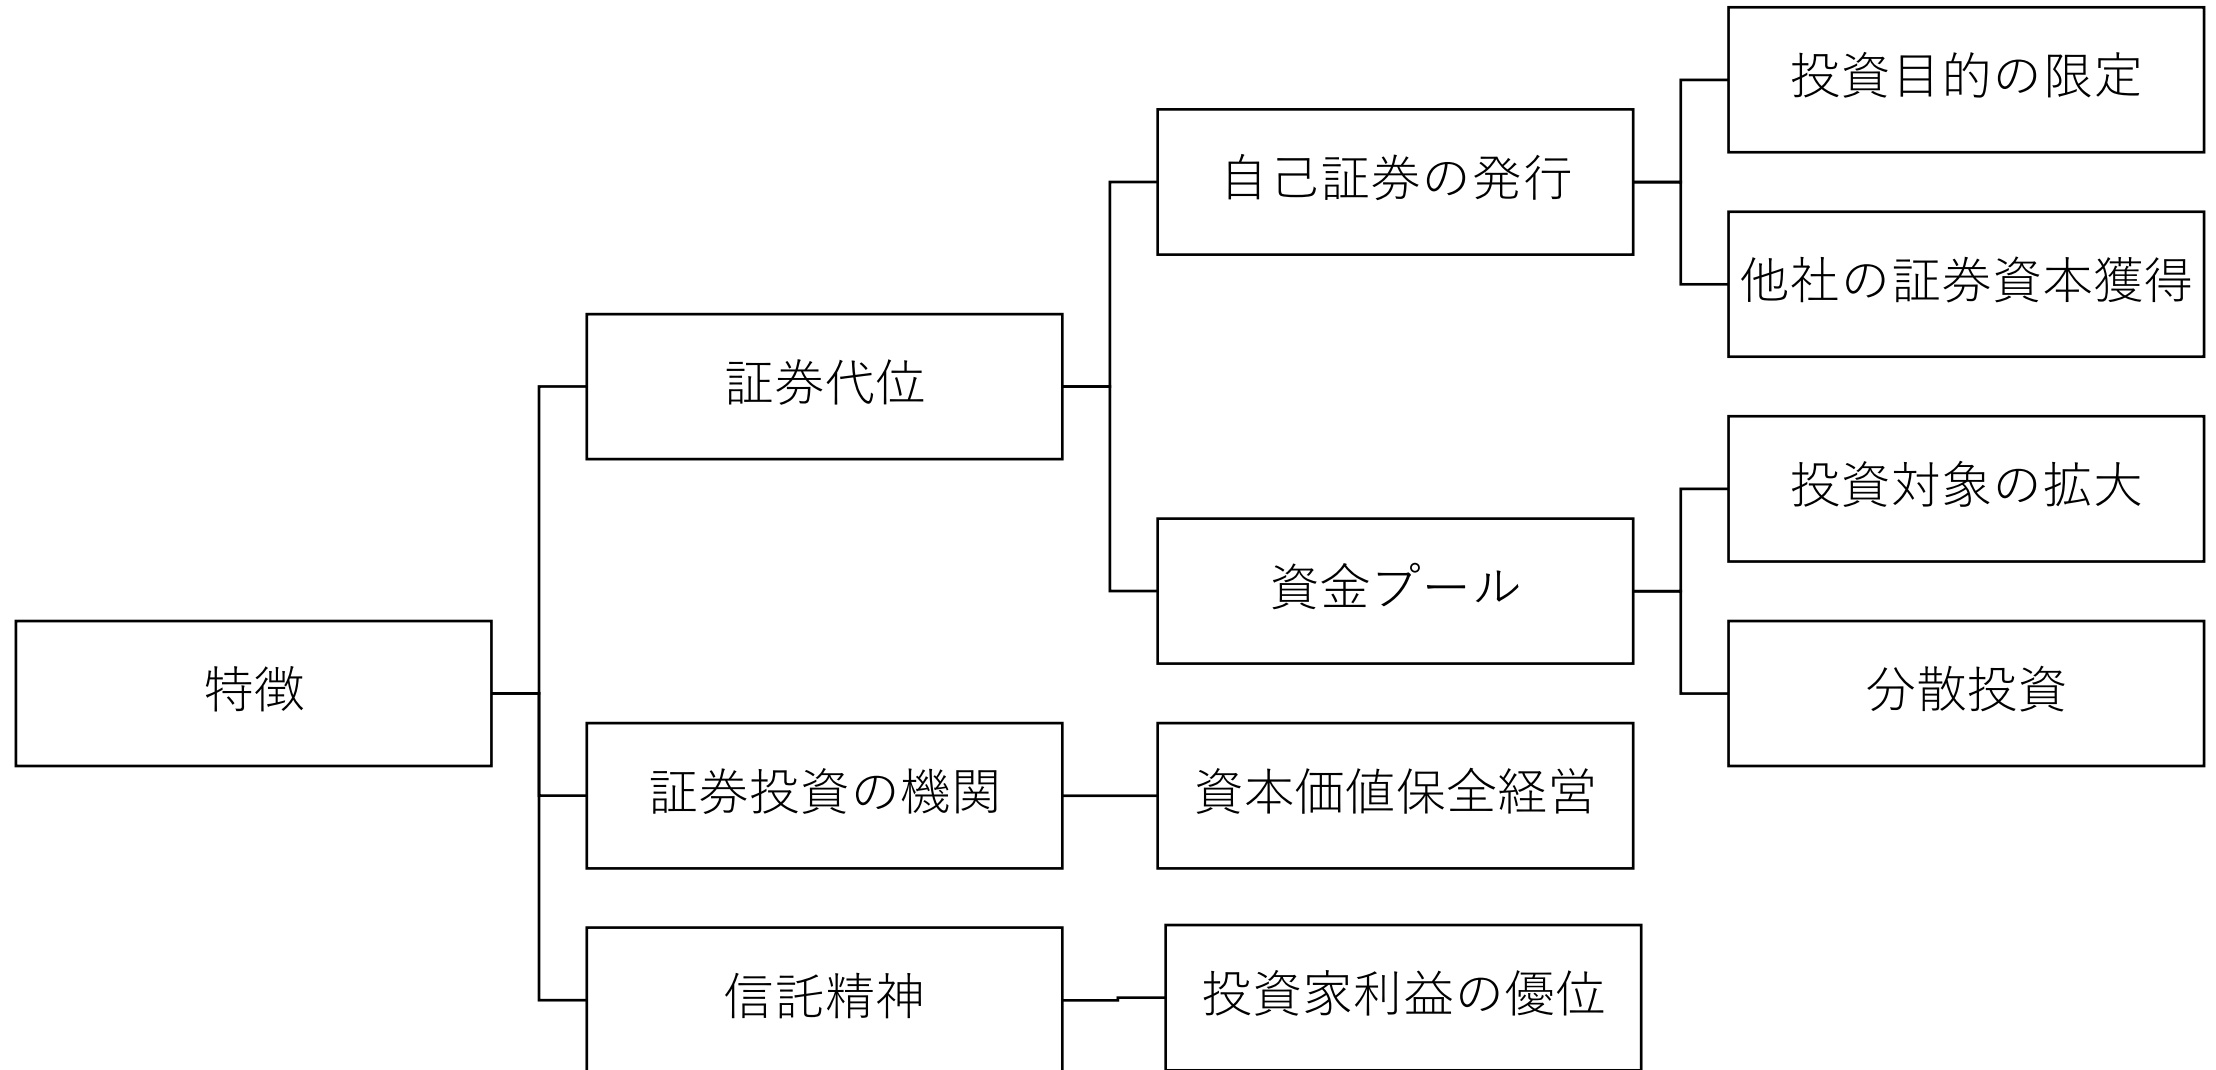 特徴
証券代位
自己証券の発行
投資目的の限定
他社の証券資本獲得
資金プール
投資対象の拡大
分散投資
証券投資の機関
資本価値保全経営
信託精神
投資家利益の優位